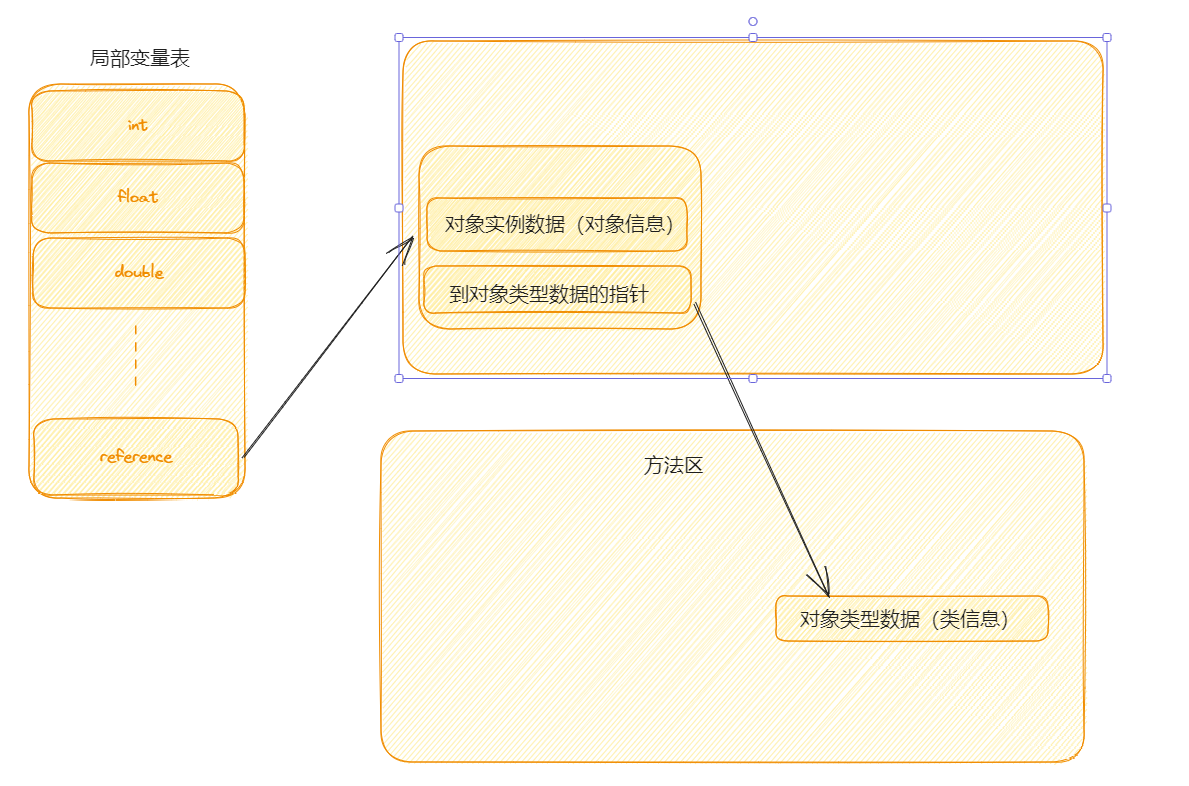 局部变量表
int
float
double
reference
对象实例数据（对象信息）
到对象类型数据的指针
方法区
对象类型数据（类信息）